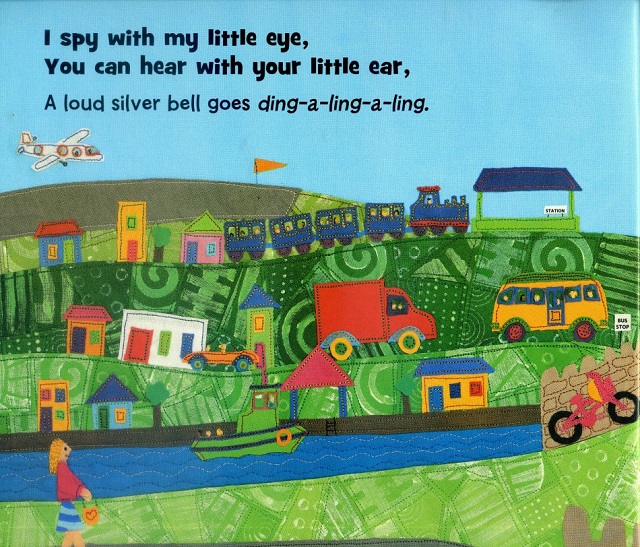 I spy with my little eye,
You can hear with your little ear,
A loud silver bell goes ding-a-ling-a-ling.
STATION
BUS
STOP